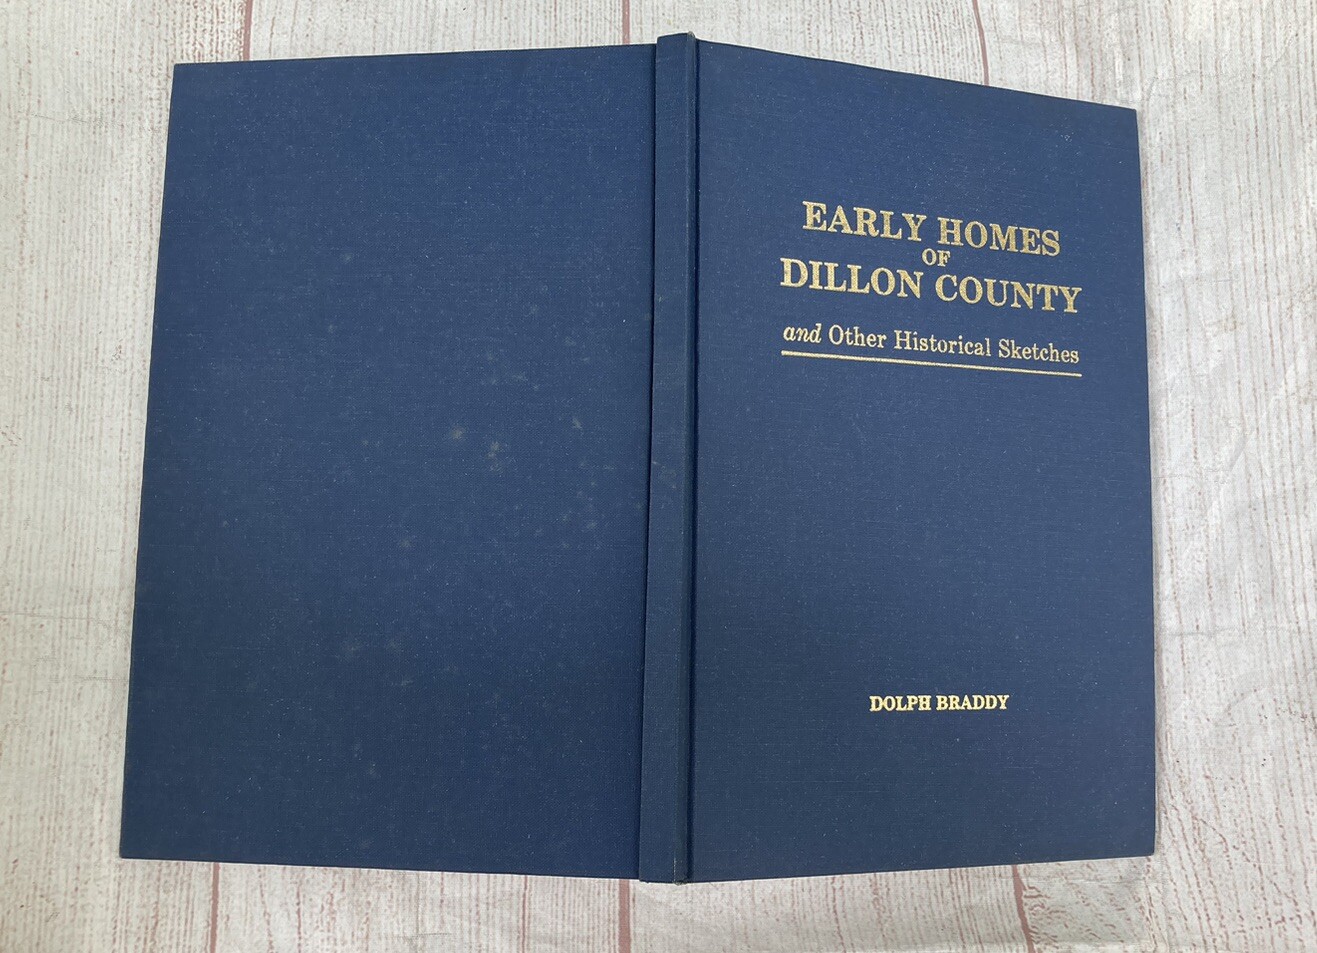 EARLY HOMES
OF
DILLON COUNTY
and Other Historical Sketches
DOLPH BRADDY